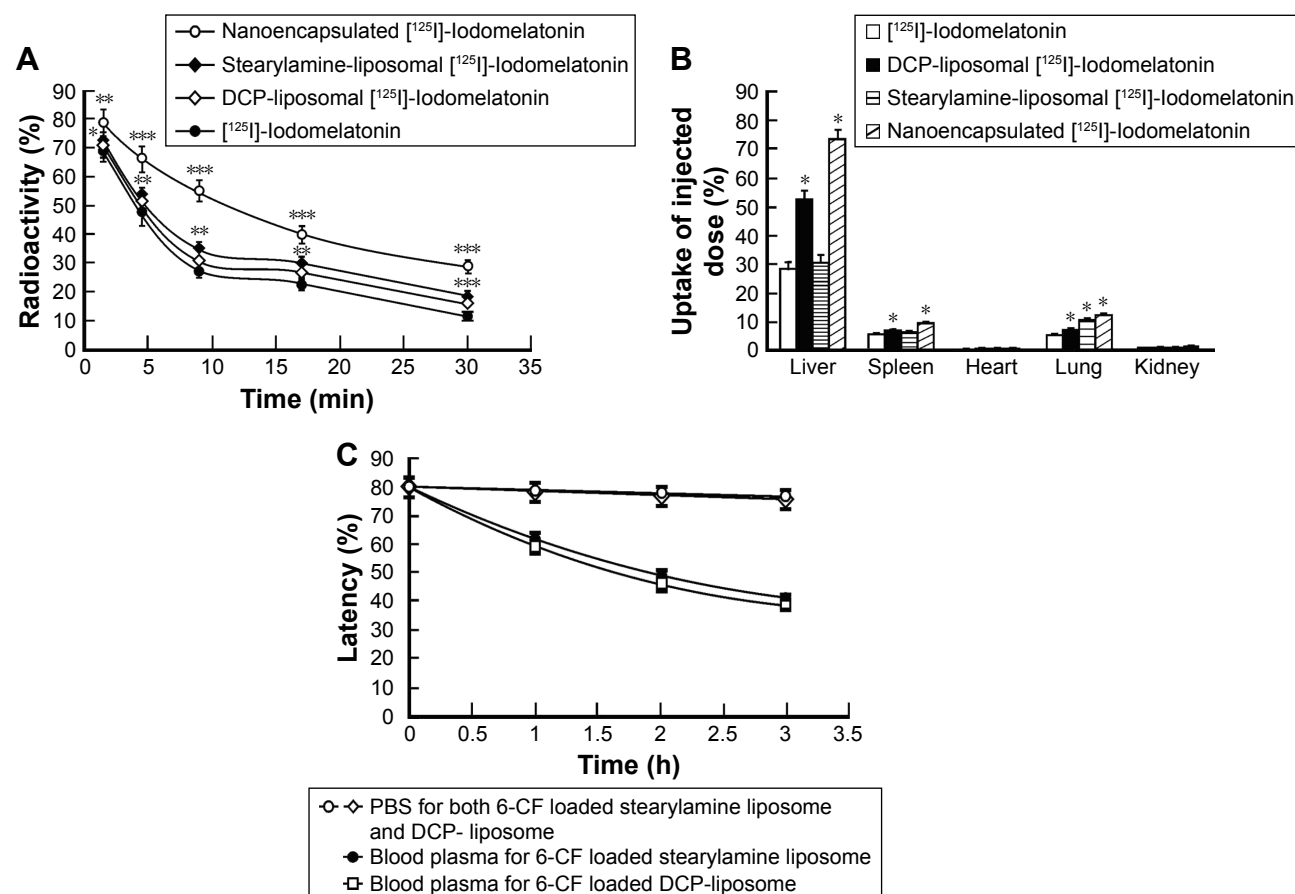 A
Nanoencapsulated [¹²⁵I]-Iodomelatonin
Stearylamine-liposomal [¹²⁵I]-Iodomelatonin
DCP-liposomal [¹²⁵I]-Iodomelatonin
[¹²⁵I]-Iodomelatonin
Radioactivity (%)
90
80
70
60
50
40
30
20
10
0
* ** *** *** *** ***
** ** ** ***
0 5 10 15 20 25 30 35
Time (min)
B
[¹²⁵I]-Iodomelatonin
DCP-liposomal [¹²⁵I]-Iodomelatonin
Stearylamine-liposomal [¹²⁵I]-Iodomelatonin
Nanoencapsulated [¹²⁵I]-Iodomelatonin
Uptake of injected
dose (%)
90
80
70
60
50
40
30
20
10
0
* * * * * * *
Liver Spleen Heart Lung Kidney
C
Latency (%)
90
80
70
60
50
40
30
20
10
0
0 0.5 1 1.5 2 2.5 3 3.5
Time (h)
PBS for both 6-CF loaded stearylamine liposome
and DCP- liposome
Blood plasma for 6-CF loaded stearylamine liposome
Blood plasma for 6-CF loaded DCP-liposome